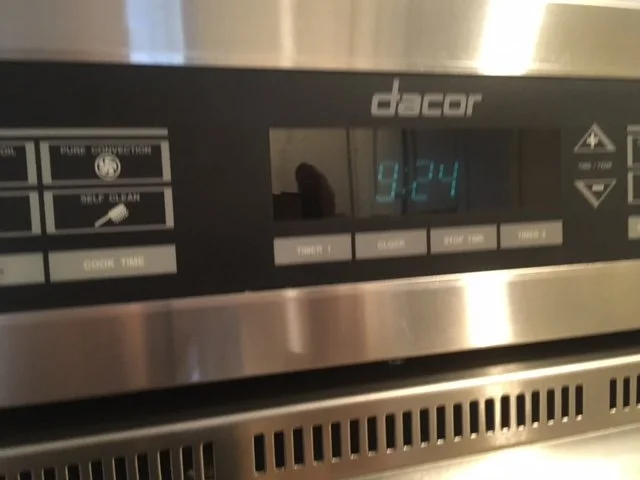 dacor
PURE CONVECTION
9:24
SELF CLEAN
TIMER 1
CLOCK
STOP TIME
TIMER 2
COOK TIME